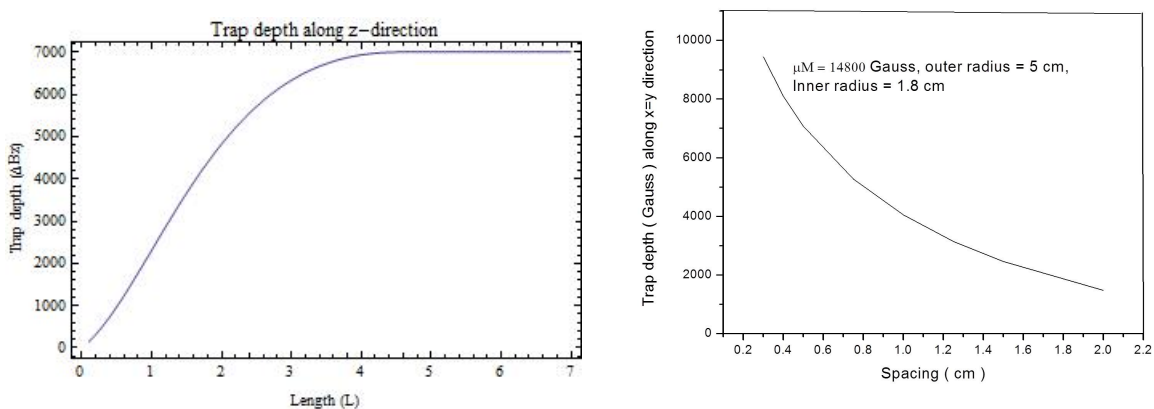 Trap depth along z-direction
Trap depth (ΔBz)
7000
6000
5000
4000
3000
2000
1000
0
0 1 2 3 4 5 6 7
Length (L)
Trap depth ( Gauss ) along x=y direction
10000
8000
6000
4000
2000
0
μM = 14800 Gauss, outer radius = 5 cm,
Inner radius = 1.8 cm
0.2 0.4 0.6 0.8 1.0 1.2 1.4 1.6 1.8 2.0 2.2
Spacing ( cm )